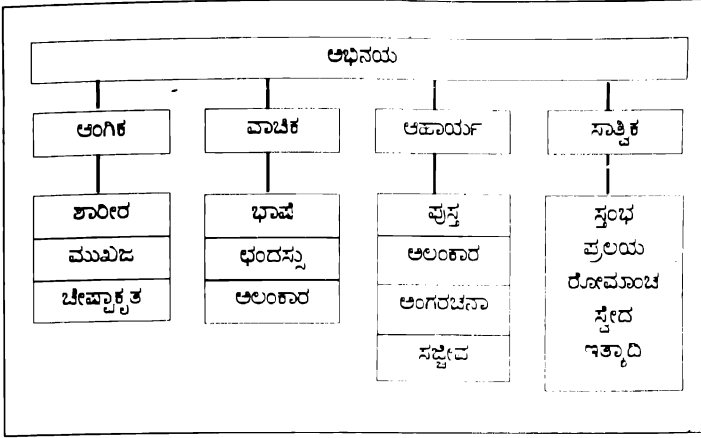 ಅಭಿನಯ
ಆಂಗಿಕ
ವಾಚಿಕ
ಆಹಾರ್ಯ
ಸಾತ್ವಿಕ
ಶಾರೀರ
ಮುಖಜ
ಚೇಷ್ಟಾಕೃತ
ಭಾಷೆ
ಛಂದಸ್ಸು
ಅಲಂಕಾರ
ಪುಸ್ತ
ಅಲಂಕಾರ
ಅಂಗರಚನಾ
ಸಜ್ಜೀವ
ಸ್ತಂಭ
ಪ್ರಲಯ
ರೋಮಾಂಚ
ಸ್ವೇದ
ಇತ್ಯಾದಿ